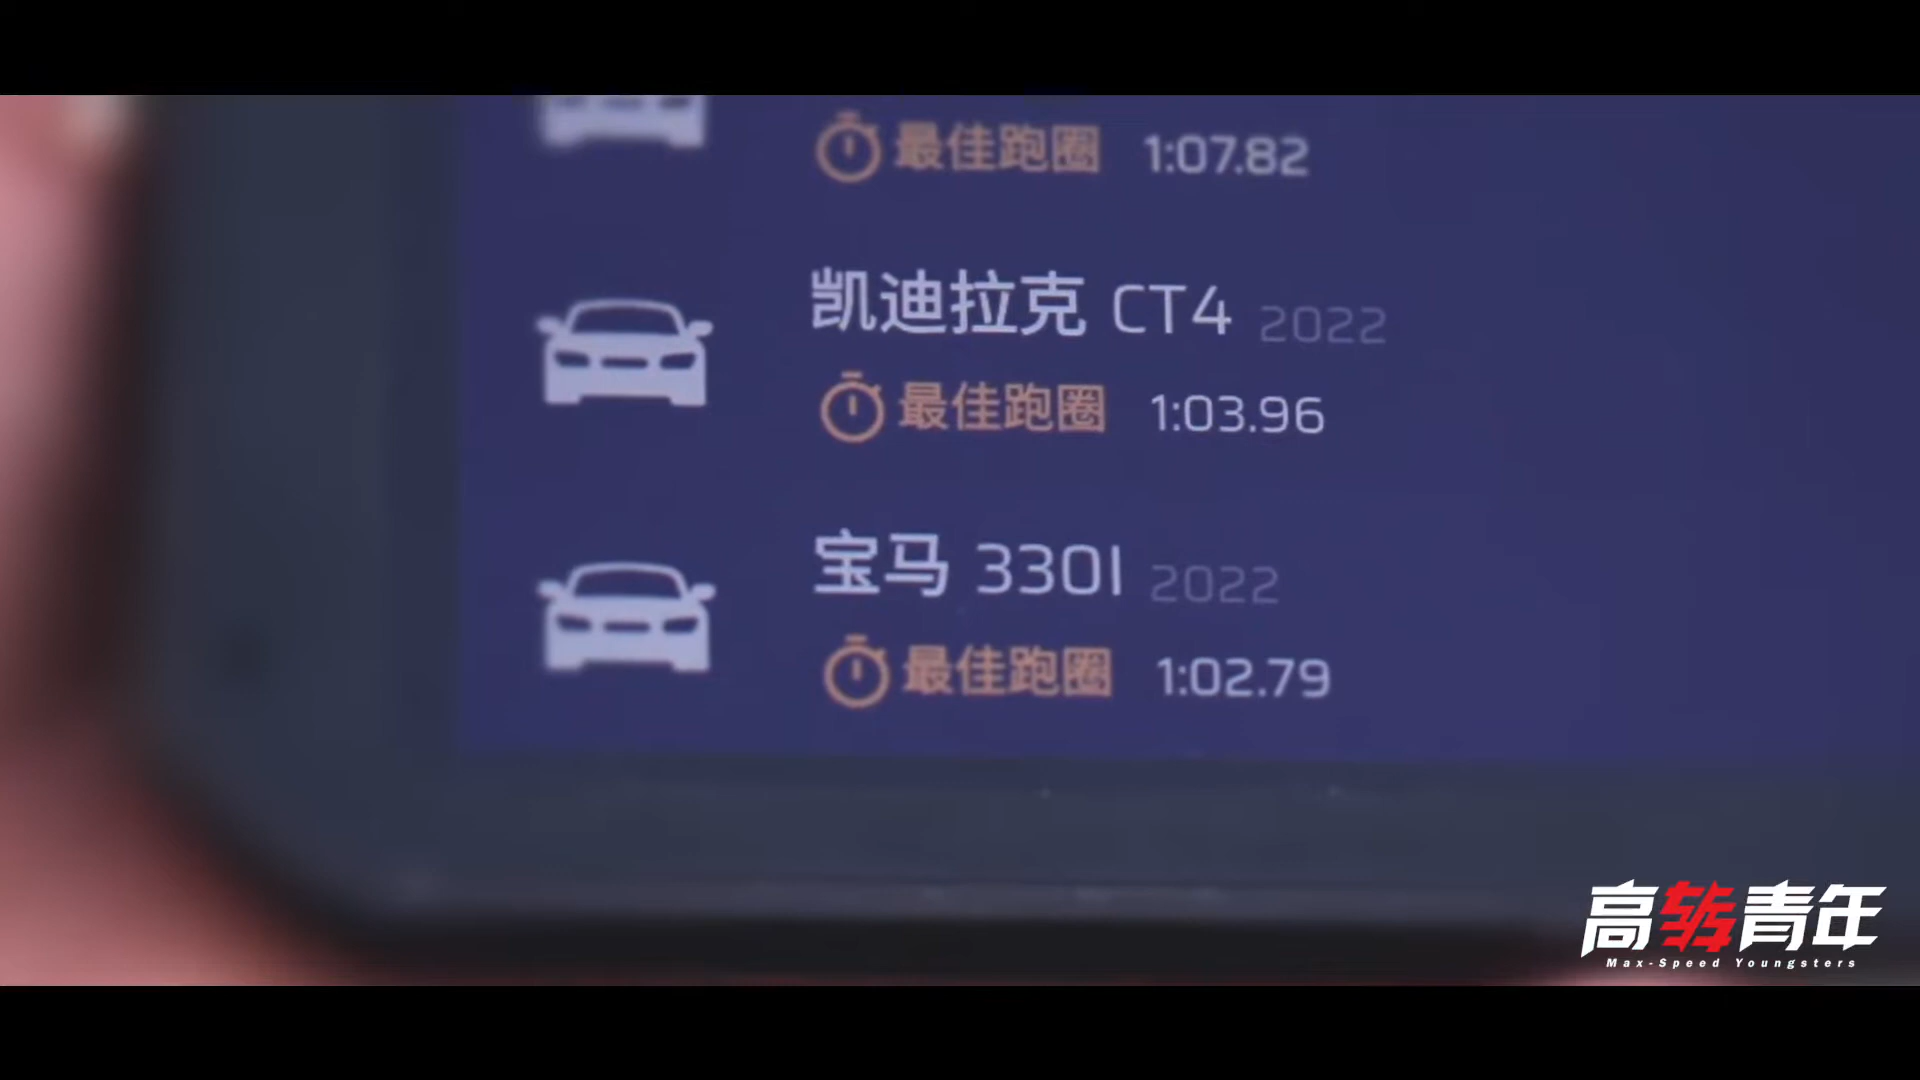 最佳跑圈 1:07.82
凯迪拉克 CT4 2022
最佳跑圈 1:03.96
宝马 330I 2022
最佳跑圈 1:02.79
高转青年
Max-Speed Youngsters